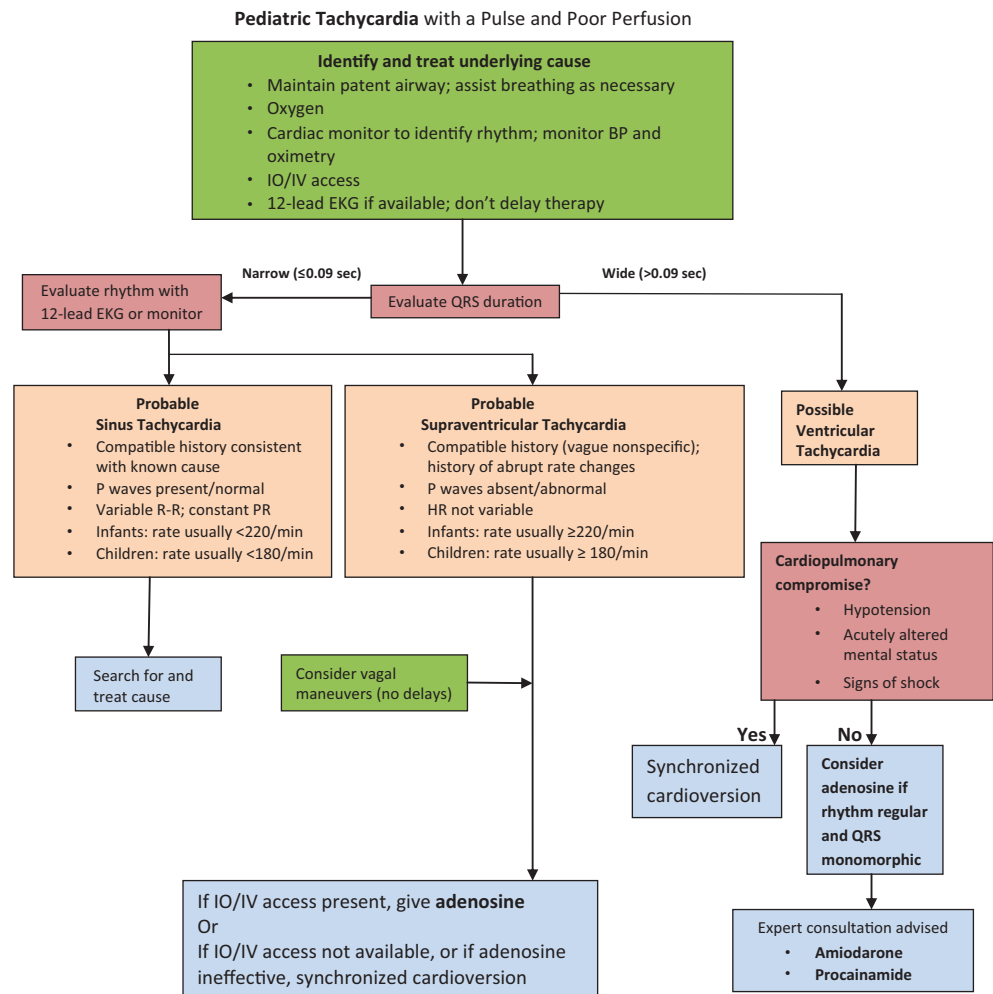 Pediatric Tachycardia with a Pulse and Poor Perfusion
Identify and treat underlying cause
• Maintain patent airway; assist breathing as necessary
• Oxygen
• Cardiac monitor to identify rhythm; monitor BP and
oximetry
• IO/IV access
• 12-lead EKG if available; don't delay therapy
Narrow (≤0.09 sec)
Wide (>0.09 sec)
Evaluate rhythm with
12-lead EKG or monitor
Evaluate QRS duration
Probable
Sinus Tachycardia
• Compatible history consistent
with known cause
• P waves present/normal
• Variable R-R; constant PR
• Infants: rate usually <220/min
• Children: rate usually <180/min
Probable
Supraventricular Tachycardia
• Compatible history (vague nonspecific);
history of abrupt rate changes
• P waves absent/abnormal
• HR not variable
• Infants: rate usually ≥220/min
• Children: rate usually ≥ 180/min
Possible
Ventricular
Tachycardia
Cardiopulmonary
compromise?
• Hypotension
• Acutely altered
mental status
• Signs of shock
Search for and
treat cause
Consider vagal
maneuvers (no delays)
Yes
No
Synchronized
cardioversion
Consider
adenosine if
rhythm regular
and QRS
monomorphic
If IO/IV access present, give adenosine
Or
If IO/IV access not available, or if adenosine
ineffective, synchronized cardioversion
Expert consultation advised
• Amiodarone
• Procainamide